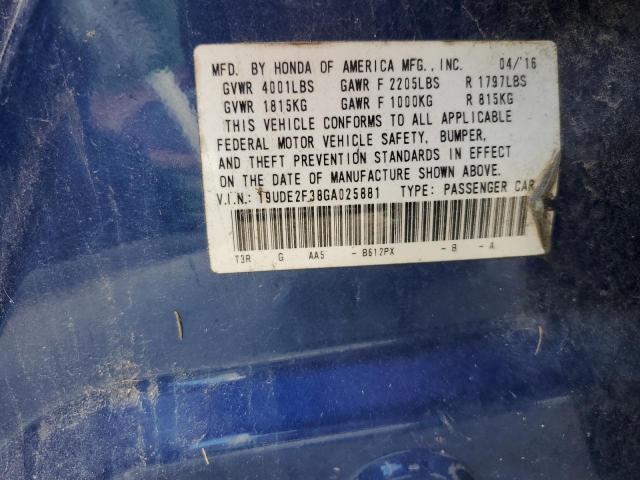 MFD. BY HONDA OF AMERICA MFG., INC. 04/16
GVWR 4001LBS GAWR F 2205LBS R 1797LBS
GVWR 1815KG GAWR F 1000KG R 815KG
THIS VEHICLE CONFORMS TO ALL APPLICABLE
FEDERAL MOTOR VEHICLE SAFETY, BUMPER,
AND THEFT PREVENTION STANDARDS IN EFFECT
ON THE DATE OF MANUFACTURE SHOWN ABOVE.
V.I.N.: 19UDE2F38GA025881 TYPE: PASSENGER CAR
T3R G AA5 -B612PX -B -A